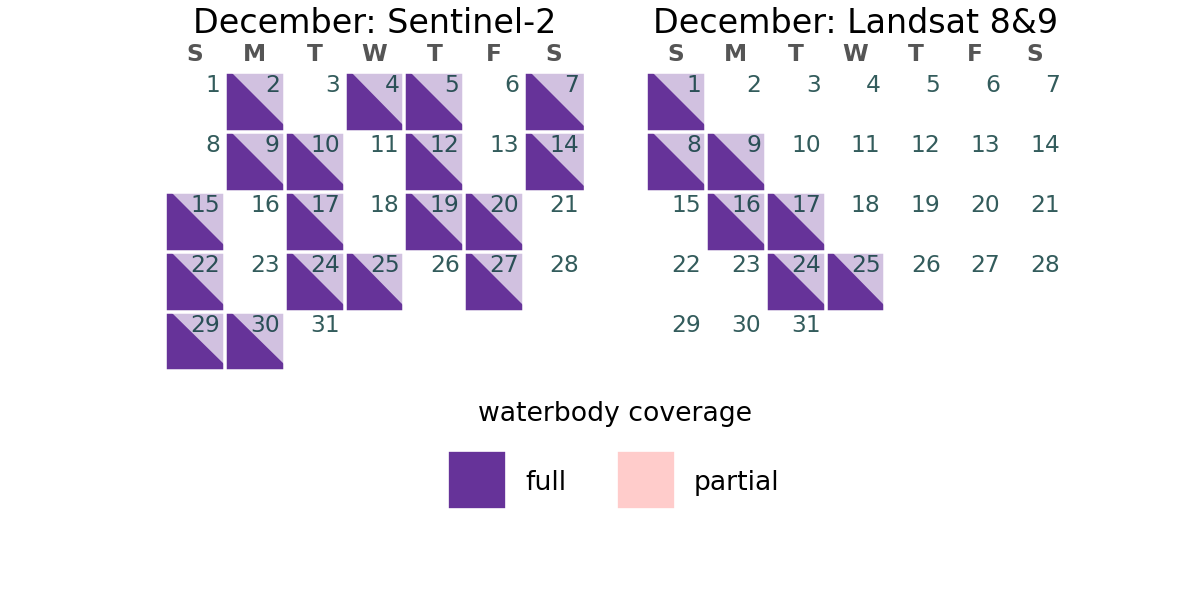 December: Sentinel-2
S M T W T F S
1 2 3 4 5 6 7
8 9 10 11 12 13 14
15 16 17 18 19 20 21
22 23 24 25 26 27 28
29 30 31
December: Landsat 8&9
S M T W T F S
1 2 3 4 5 6 7
8 9 10 11 12 13 14
15 16 17 18 19 20 21
22 23 24 25 26 27 28
29 30 31
waterbody coverage
full
partial